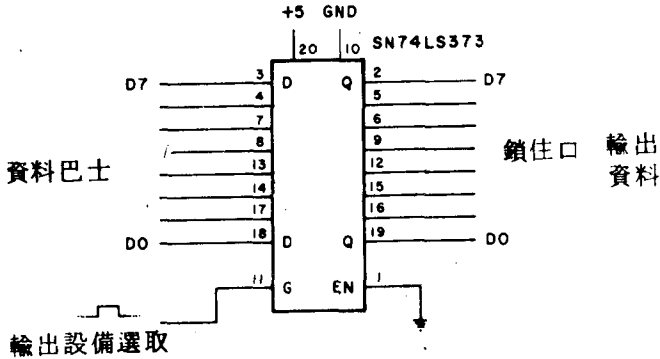 +5 GND
20 10 SN74LS373
D7 3 D Q 2 D7
4 5
7 6
8 9
資料巴士 13 12 鎖住口 輸出
資料
14 15
17 16
D0 18 D Q 19 D0
11 G EN 1
輸出設備選取